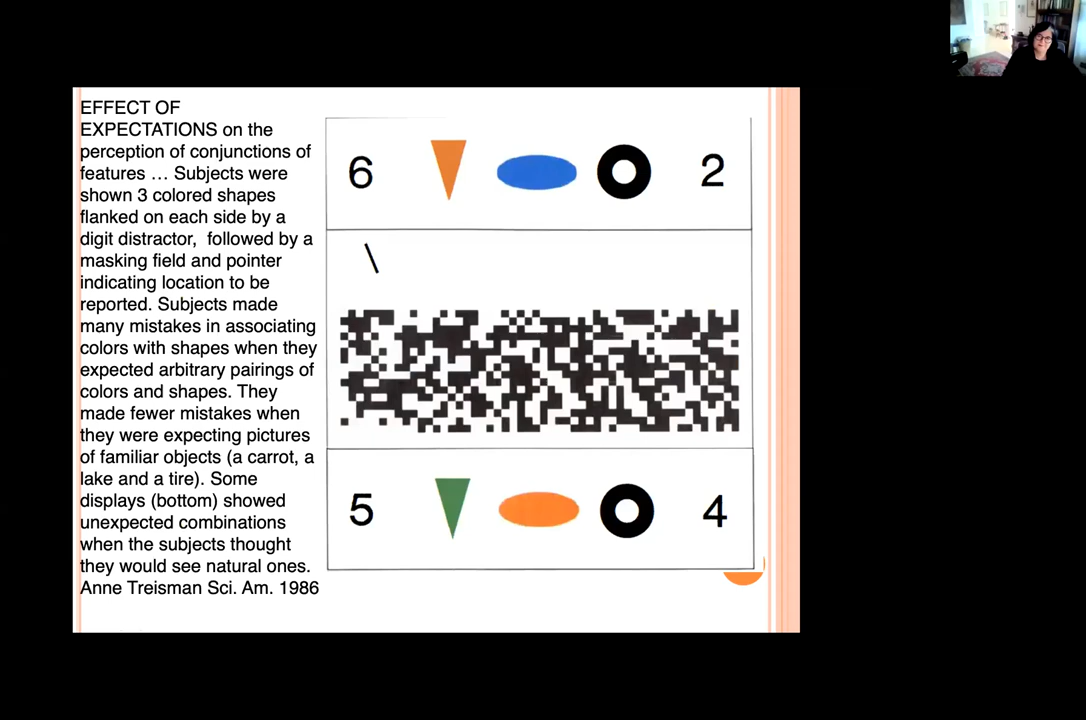 EFFECT OF
EXPECTATIONS on the
perception of conjunctions of
features … Subjects were
shown 3 colored shapes
flanked on each side by a
digit distractor,  followed by a
masking field and pointer
indicating location to be
reported. Subjects made
many mistakes in associating
colors with shapes when they
expected arbitrary pairings of
colors and shapes. They
made fewer mistakes when
they were expecting pictures
of familiar objects (a carrot, a
lake and a tire). Some
displays (bottom) showed
unexpected combinations
when the subjects thought
they would see natural ones.
Anne Treisman Sci. Am. 1986
6 2
5 4